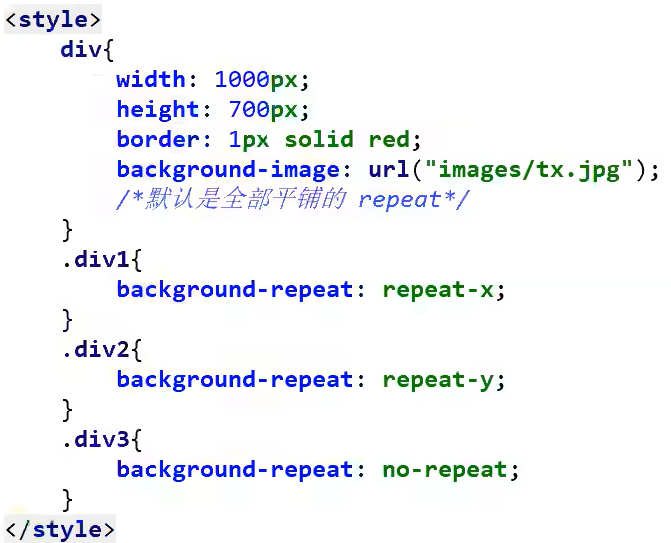 <style>
    div{
        width: 1000px;
        height: 700px;
        border: 1px solid red;
        background-image: url("images/tx.jpg");
        /*默认是全部平铺的 repeat*/
    }
    .div1{
        background-repeat: repeat-x;
    }
    .div2{
        background-repeat: repeat-y;
    }
    .div3{
        background-repeat: no-repeat;
    }
</style>